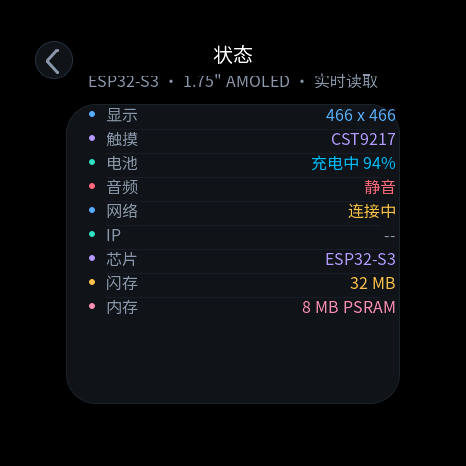 状态
ESP32-S3 • 1.75" AMOLED • 实时读取
显示 466 x 466
触摸 CST9217
电池 充电中 94%
音频 静音
网络 连接中
IP --
芯片 ESP32-S3
闪存 32 MB
内存 8 MB PSRAM